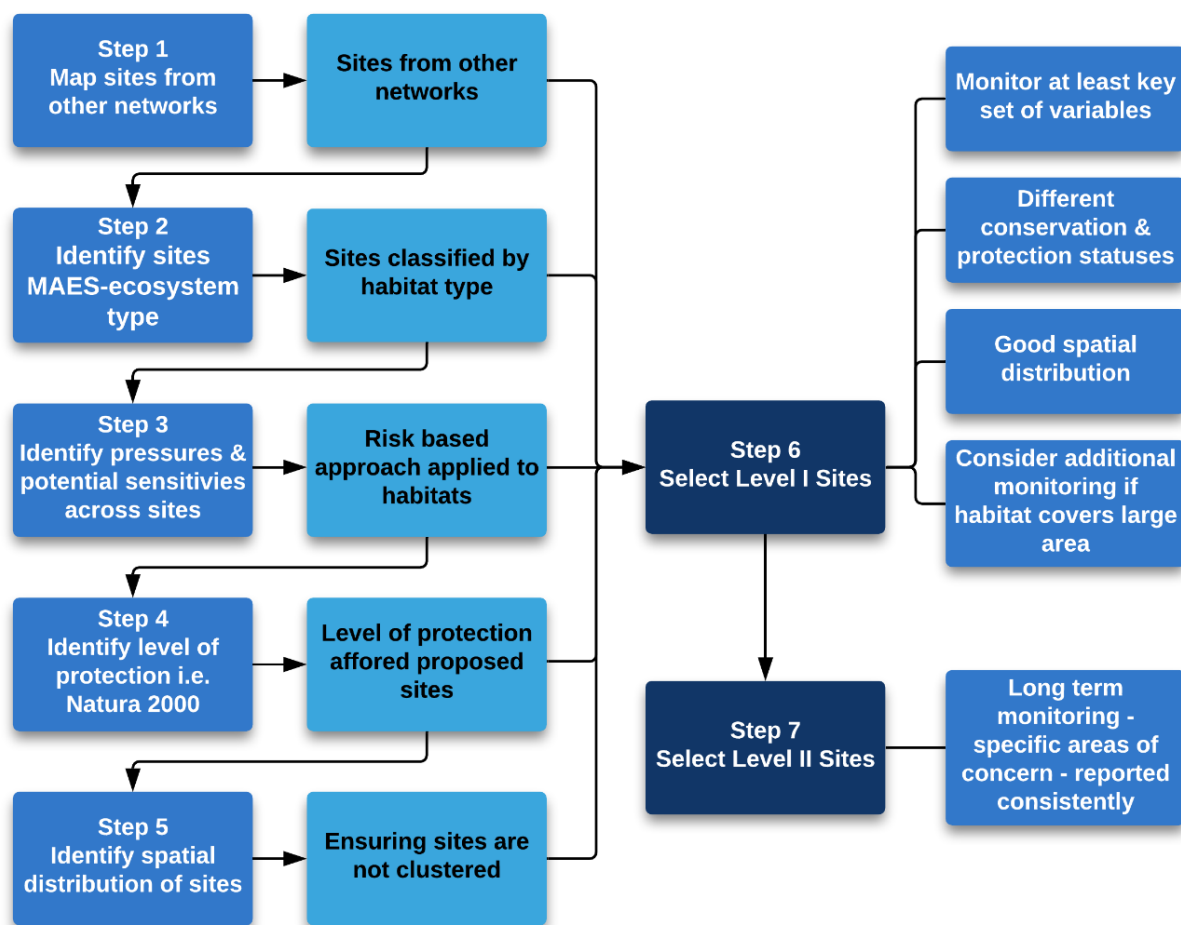 Step 1
Map sites from
other networks
Sites from other
networks
Step 2
Identify sites
MAES-ecosystem
type
Sites classified by
habitat type
Step 3
Identify pressures &
potential sensitivies
across sites
Risk based
approach applied to
habitats
Step 4
Identify level of
protection i.e.
Natura 2000
Level of protection
affored proposed
sites
Step 5
Identify spatial
distribution of sites
Ensuring sites are
not clustered
Step 6
Select Level I Sites
Step 7
Select Level II Sites
Monitor at least key
set of variables
Different
conservation &
protection statuses
Good spatial
distribution
Consider additional
monitoring if
habitat covers large
area
Long term
monitoring -
specific areas of
concern - reported
consistently